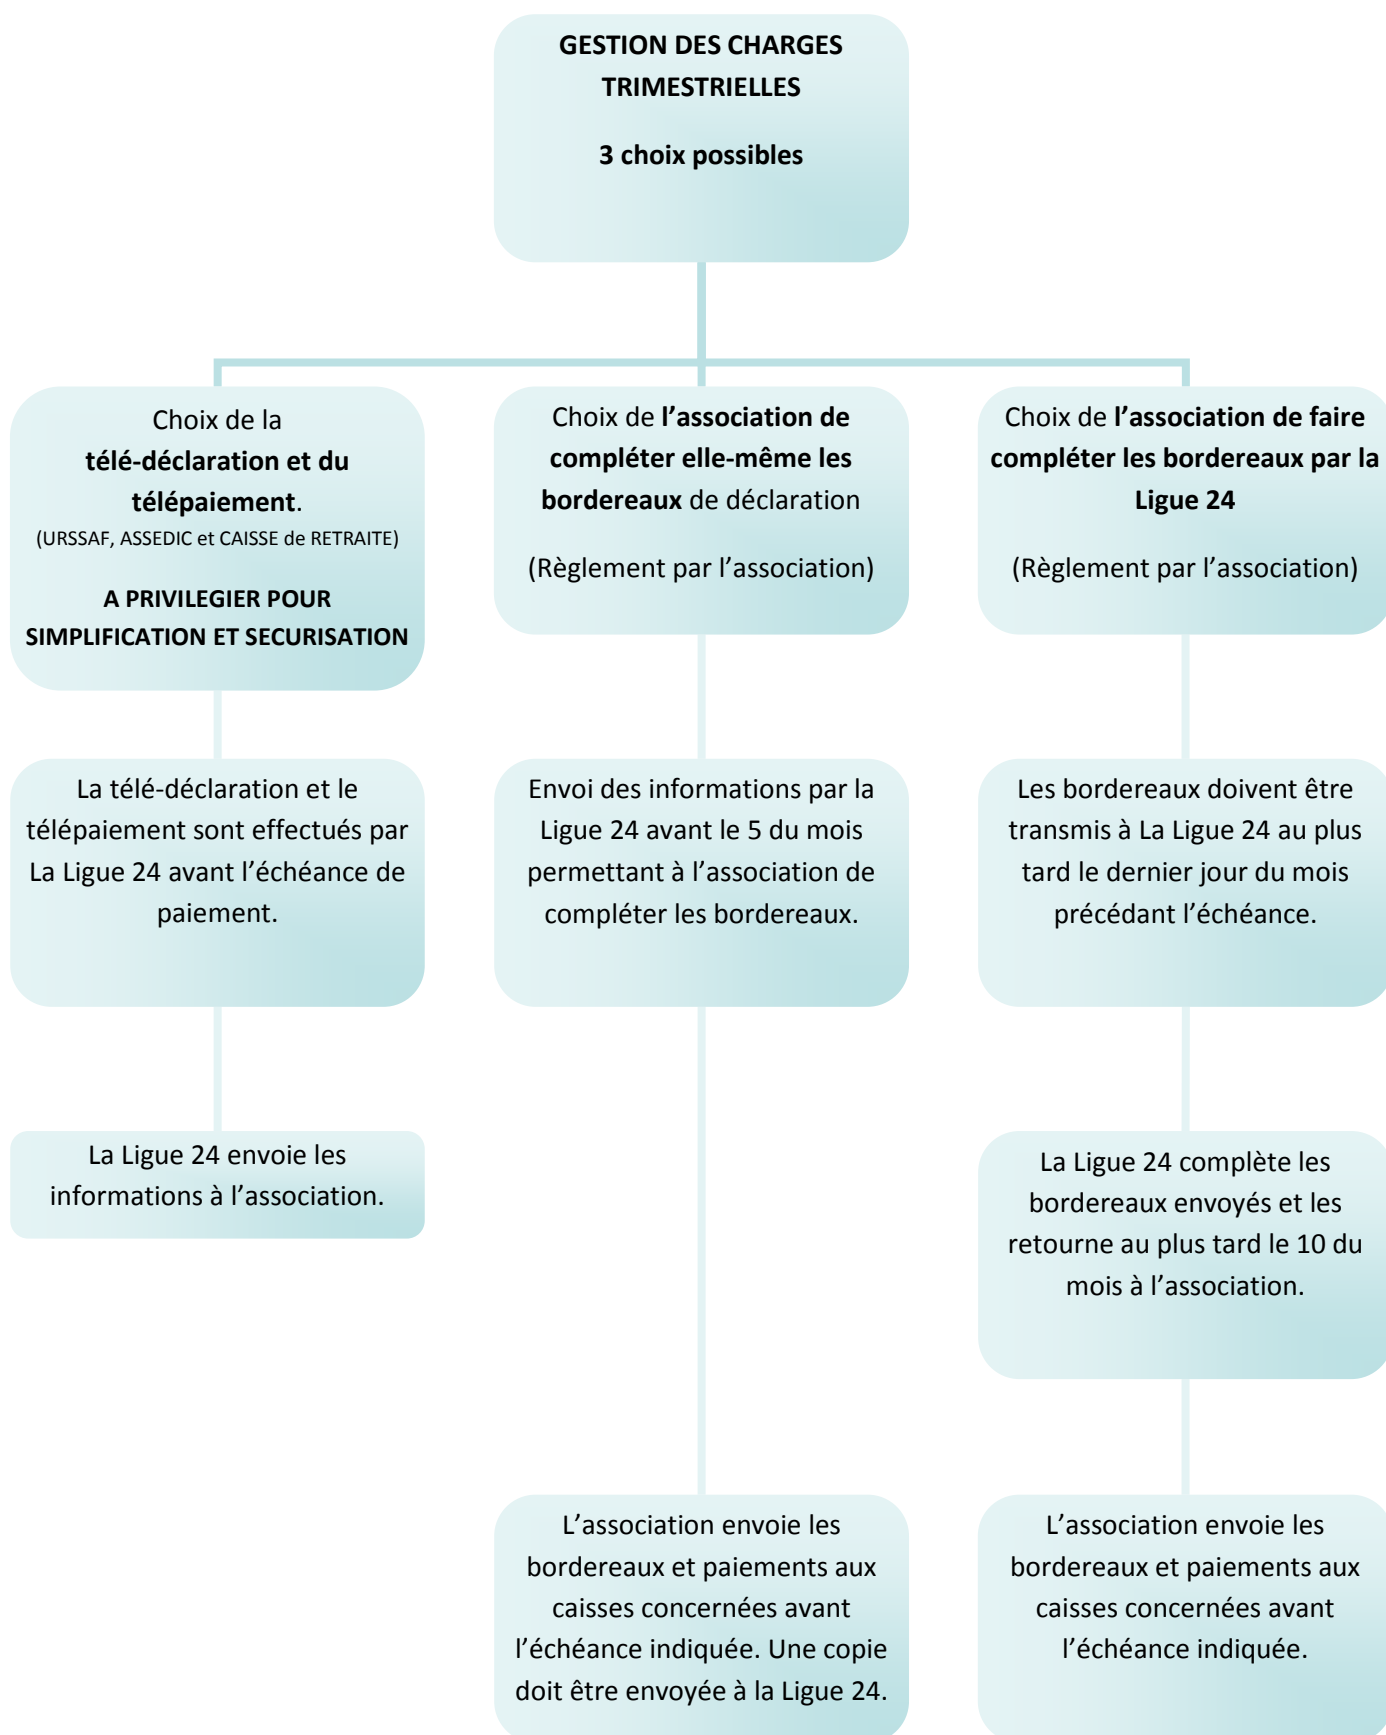 GESTION DES CHARGES
TRIMESTRIELLES
3 choix possibles
Choix de la
télé-déclaration et du
télépaiement.
(URSSAF, ASSEDIC et CAISSE de RETRAITE)
A PRIVILEGIER POUR
SIMPLIFICATION ET SECURISATION
La télé-déclaration et le
télépaiement sont effectués par
La Ligue 24 avant l’échéance de
paiement.
La Ligue 24 envoie les
informations à l’association.
Choix de l’association de
compléter elle-même les
bordereaux de déclaration
(Règlement par l’association)
Envoi des informations par la
Ligue 24 avant le 5 du mois
permettant à l’association de
compléter les bordereaux.
L’association envoie les
bordereaux et paiements aux
caisses concernées avant
l’échéance indiquée. Une copie
doit être envoyée à la Ligue 24.
Choix de l’association de faire
compléter les bordereaux par la
Ligue 24
(Règlement par l’association)
Les bordereaux doivent être
transmis à La Ligue 24 au plus
tard le dernier jour du mois
précédant l’échéance.
La Ligue 24 complète les
bordereaux envoyés et les
retourne au plus tard le 10 du
mois à l’association.
L’association envoie les
bordereaux et paiements aux
caisses concernées avant
l’échéance indiquée.